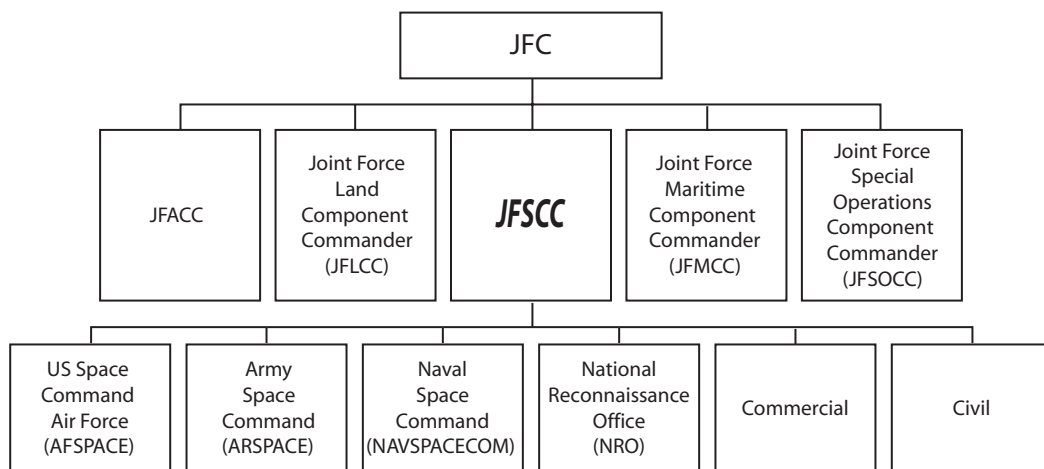 JFC
JFACC
Joint Force
Land
Component
Commander
(JFLCC)
JFSCC
Joint Force
Maritime
Component
Commander
(JFMCC)
Joint Force
Special
Operations
Component
Commander
(JFSOCC)
US Space
Command
Air Force
(AFSPACE)
Army
Space
Command
(ARSPACE)
Naval
Space
Command
(NAVSPACECOM)
National
Reconnaissance
Office
(NRO)
Commercial
Civil